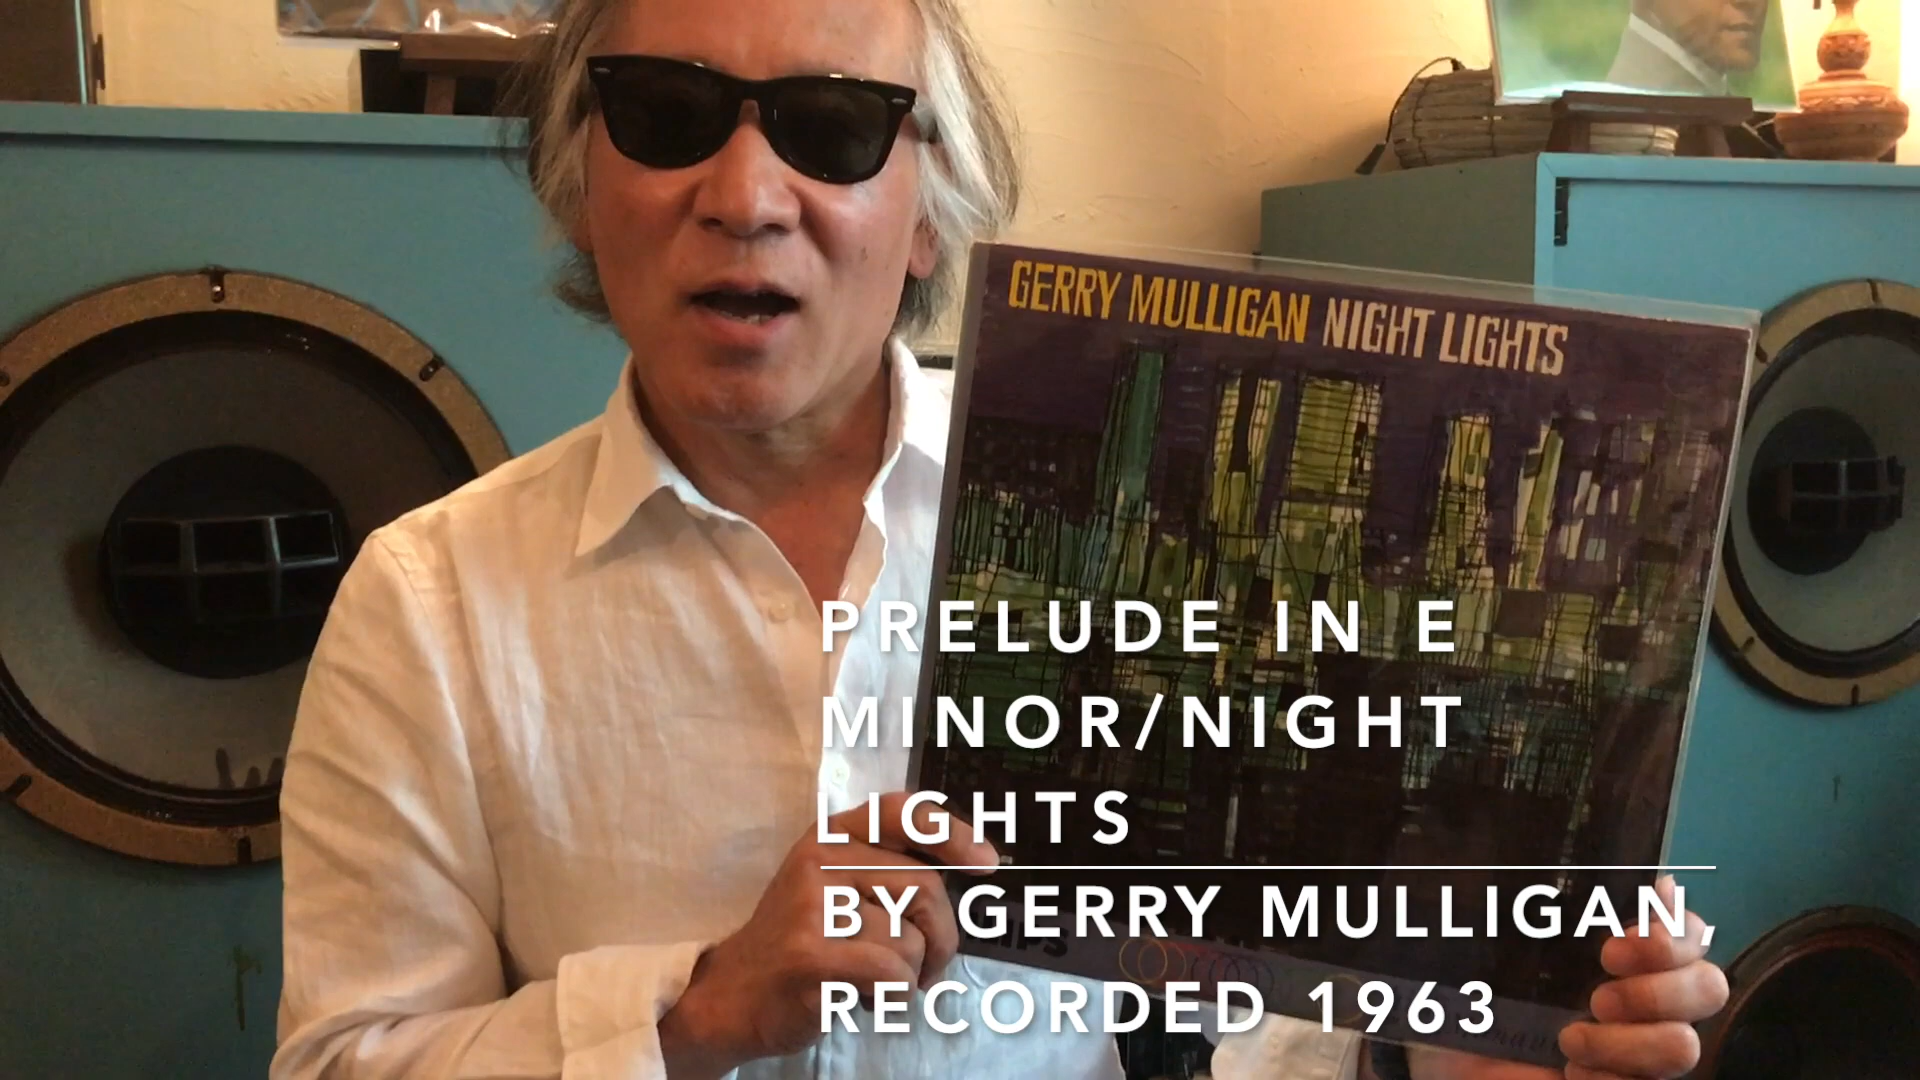 GERRY MULLIGAN NIGHT LIGHTS
PRELUDE IN E
MINOR/NIGHT
LIGHTS
BY GERRY MULLIGAN,
RECORDED 1963